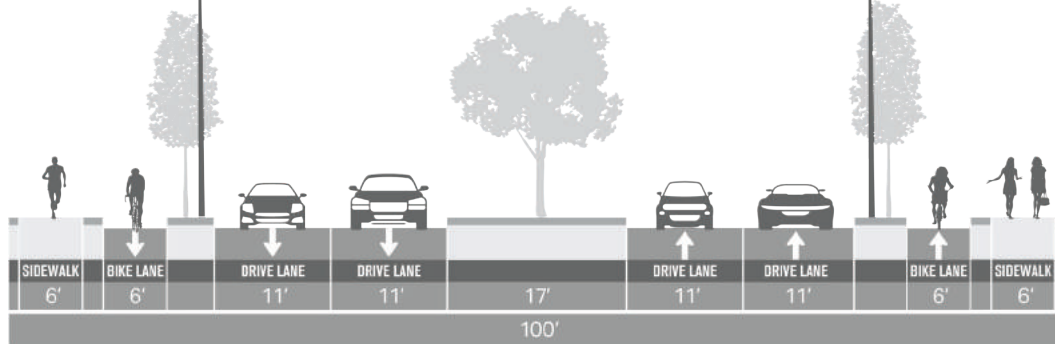 SIDEWALK BIKE LANE DRIVE LANE DRIVE LANE DRIVE LANE DRIVE LANE BIKE LANE SIDEWALK
6' 6' 11' 11' 17' 11' 11' 6' 6'
100'